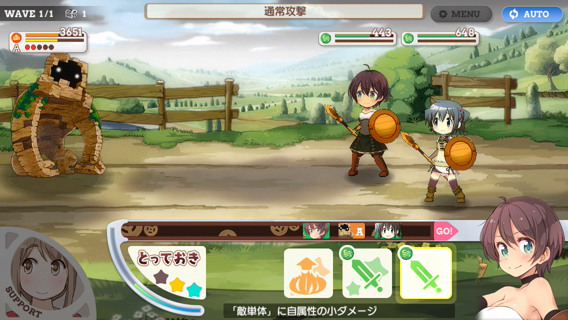 WAVE 1/1 1
通常攻撃
MENU
AUTO
3651
A
443
648
A
GO!
とっておき
SUPPORT
「敵単体」に自属性の小ダメージ